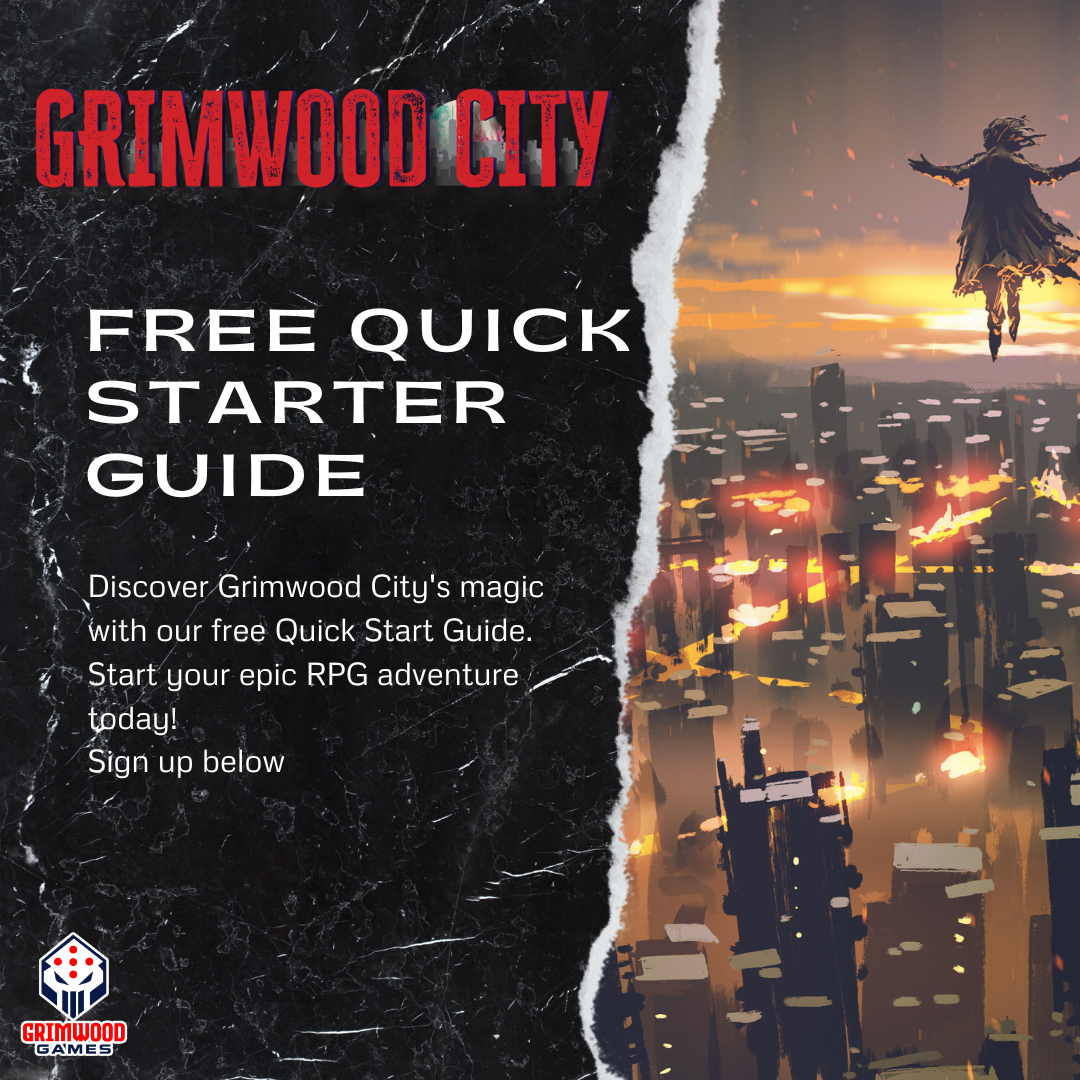 GRIMWOOD CITY
FREE QUICK
STARTER
GUIDE
Discover Grimwood City's magic
with our free Quick Start Guide.
Start your epic RPG adventure
today!
Sign up below
GRIMWOOD
GAMES